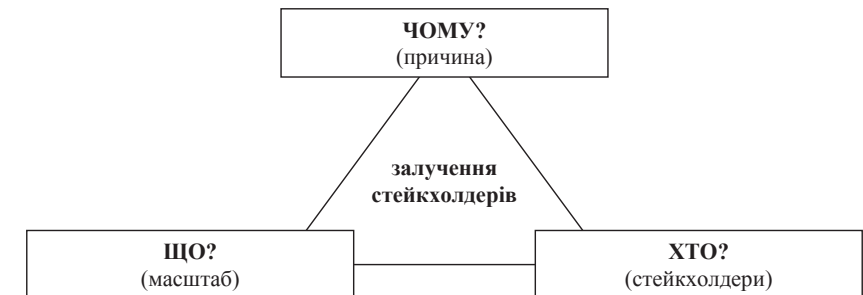 ЧОМУ?
(причина)
залучення
стейкхолдерів
ЩО?
(масштаб)
ХТО?
(стейкхолдери)